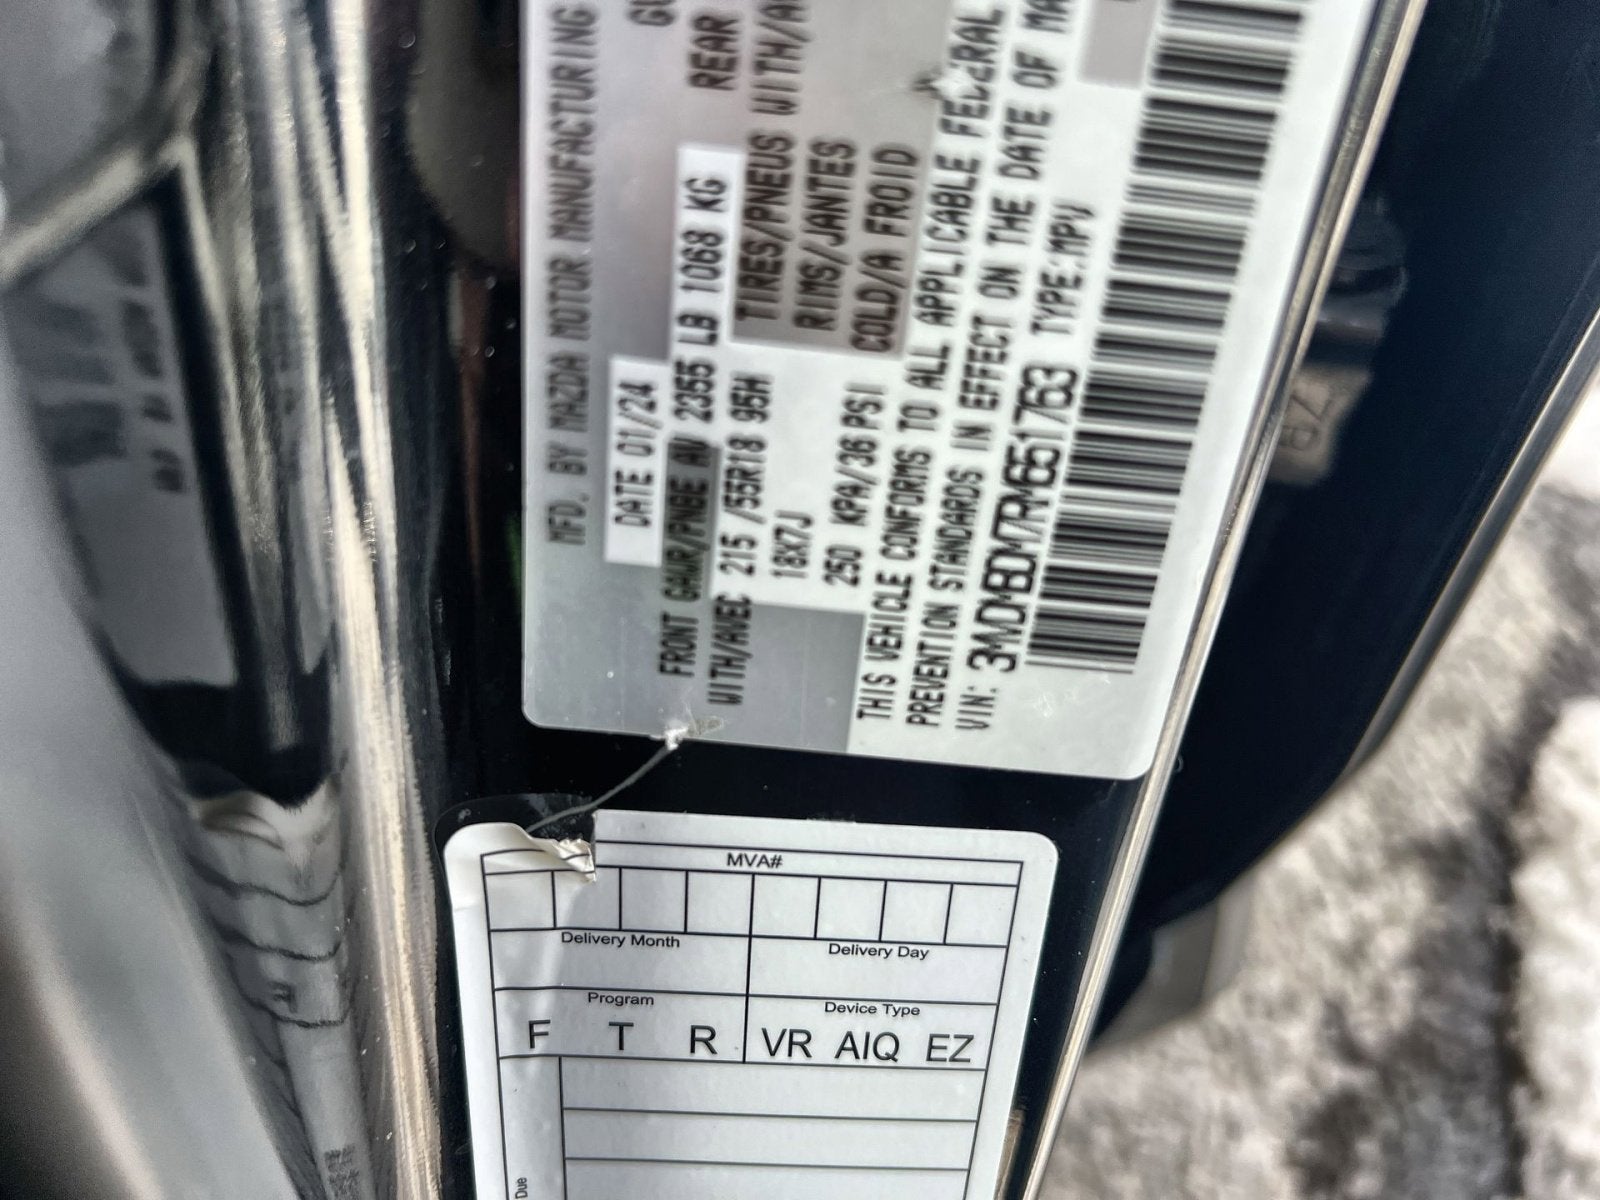 MFD. BY MAZDA MOTOR MANUFACTURING
DATE 01/24
FRONT GAWR/PNBE AV 2355 LB 1068 KG
REAR
WITH/AVEC 215 /55R18 95H
TIRES/PNEUS WITH/
18X7J
RIMS/JANTES
250 KPA/36 PSI
COLD/A FROID
THIS VEHICLE CONFORMS TO ALL APPLICABLE FEDERAL
PREVENTION STANDARDS IN EFFECT ON THE DATE OF
VIN: 3MVDMBDM7RM651763 TYPE:MPV
MVA#
Delivery Month
Delivery Day
Program
Device Type
F T R
VR AIQ EZ
Due